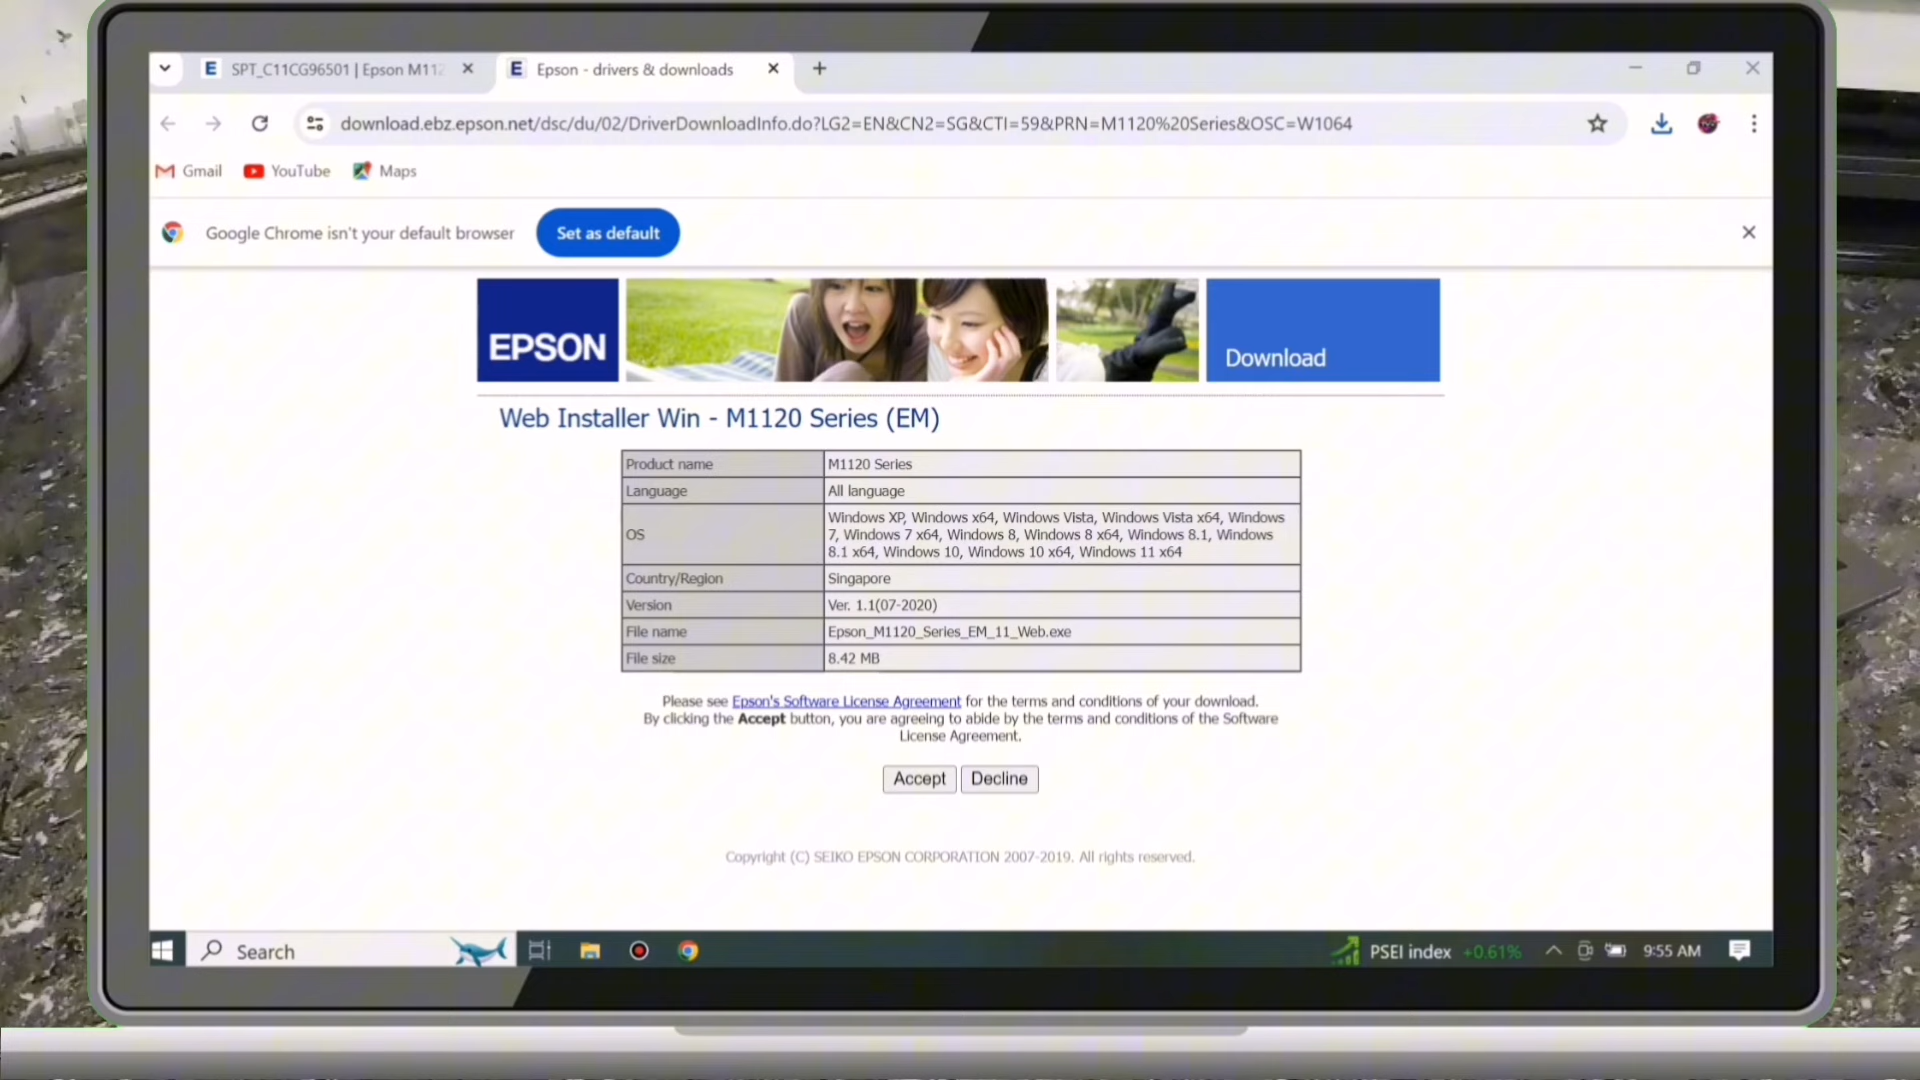 SPT_C11CG96501 | Epson M112
Epson - drivers & downloads
download.ebz.epson.net/dsc/du/02/DriverDownloadInfo.do?LG2=EN&CN2=SG&CTI=59&PRN=M1120%20Series&OSC=W1064
Gmail YouTube Maps
Google Chrome isn't your default browser Set as default
EPSON Download
Web Installer Win - M1120 Series (EM)
Product name M1120 Series
Language All language
OS Windows XP, Windows x64, Windows Vista, Windows Vista x64, Windows
7, Windows 7 x64, Windows 8, Windows 8 x64, Windows 8.1, Windows
8.1 x64, Windows 10, Windows 10 x64, Windows 11 x64
Country/Region Singapore
Version Ver. 1.1(07-2020)
File name Epson_M1120_Series_EM_11_Web.exe
File size 8.42 MB
Please see Epson's Software License Agreement for the terms and conditions of your download.
By clicking the Accept button, you are agreeing to abide by the terms and conditions of the Software
License Agreement.
Accept Decline
Copyright (C) SEIKO EPSON CORPORATION 2007-2019. All rights reserved.
Search PSEI index +0.61% 9:55 AM